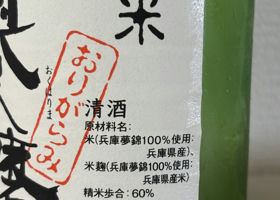 米
おりがらみ
おくはりま
清酒
原材料名:
米(兵庫夢錦100%使用:
兵庫県産)、
米麹(兵庫夢錦100%使用:
兵庫県産米)
精米歩合:60%